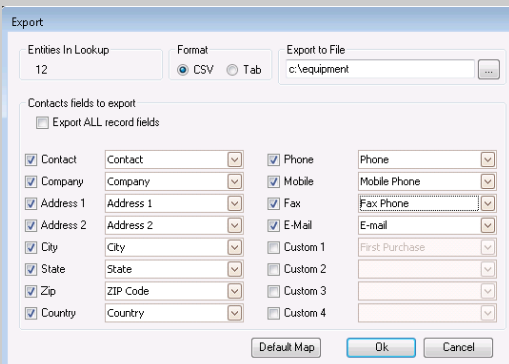 Export
Entities In Lookup
12
Format
CSV
Tab
Export to File
c:\equipment
...
Contacts fields to export
Export ALL record fields
Contact Contact
Company Company
Address 1 Address 1
Address 2 Address 2
City City
State State
Zip ZIP Code
Country Country
Phone Phone
Mobile Mobile Phone
Fax Fax Phone
E-Mail E-mail
Custom 1 First Purchase
Custom 2
Custom 3
Custom 4
Default Map
Ok
Cancel